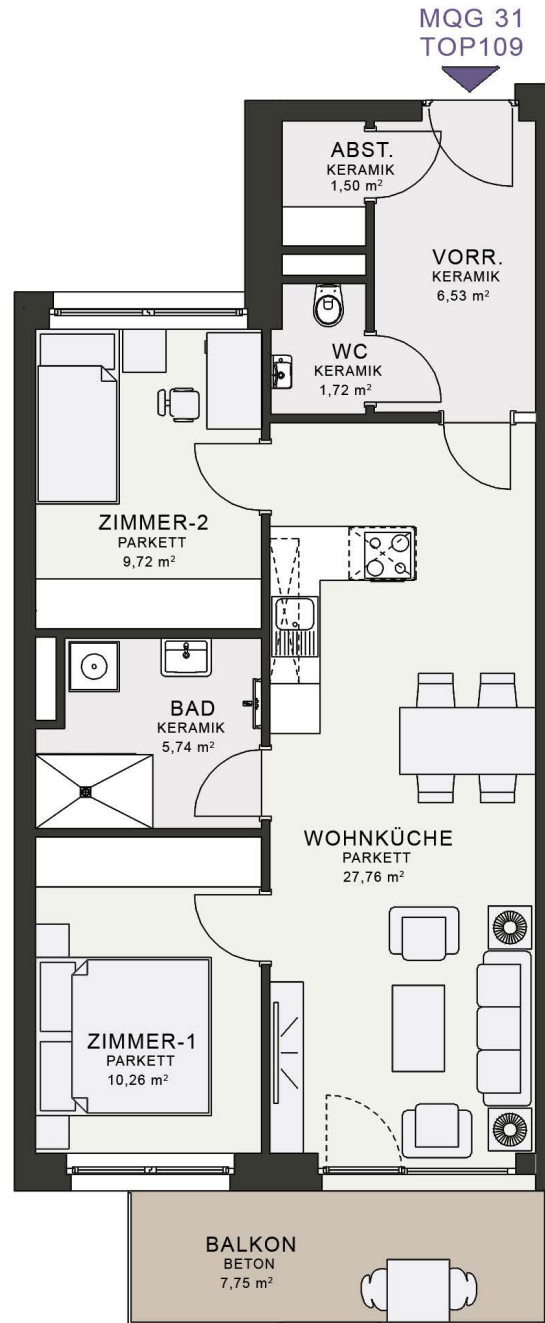 MQG 31
TOP109
ABST.
KERAMIK
1,50 m²
VORR.
KERAMIK
6,53 m²
WC
KERAMIK
1,72 m²
ZIMMER-2
PARKETT
9,72 m²
BAD
KERAMIK
5,74 m²
WOHNKÜCHE
PARKETT
27,76 m²
ZIMMER-1
PARKETT
10,26 m²
BALKON
BETON
7,75 m²